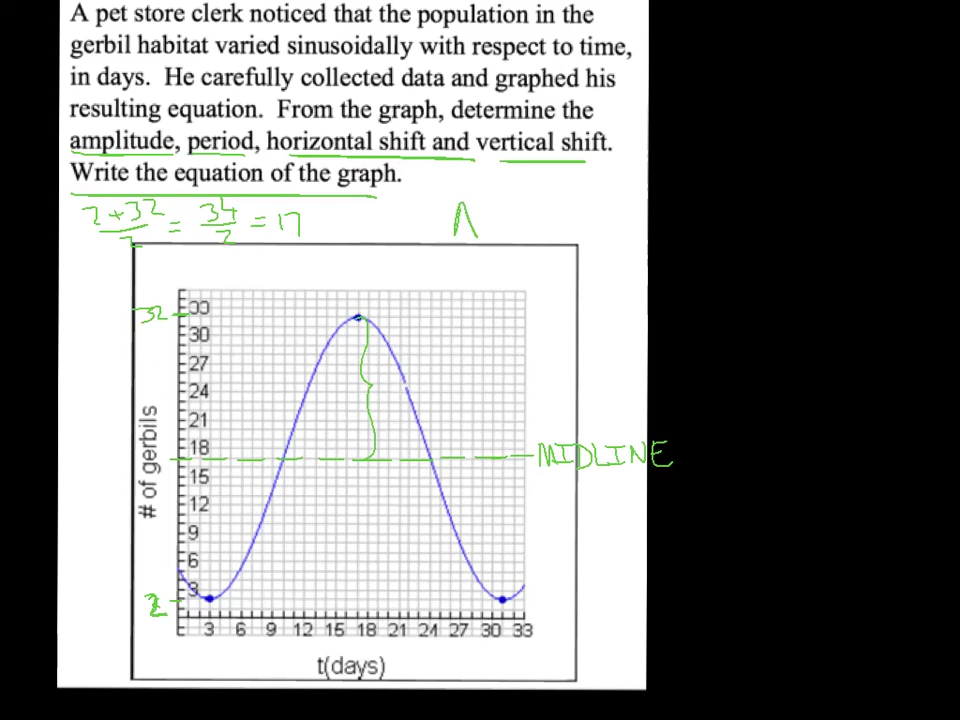 A pet store clerk noticed that the population in the
gerbil habitat varied sinusoidally with respect to time,
in days. He carefully collected data and graphed his
resulting equation. From the graph, determine the
amplitude, period, horizontal shift and vertical shift.
Write the equation of the graph.
2+32/2 = 34/2 = 17
32
33
30
27
24
21
18
MIDLINE
15
12
9
6
3
2
# of gerbils
3 6 9 12 15 18 21 24 27 30 33
t(days)